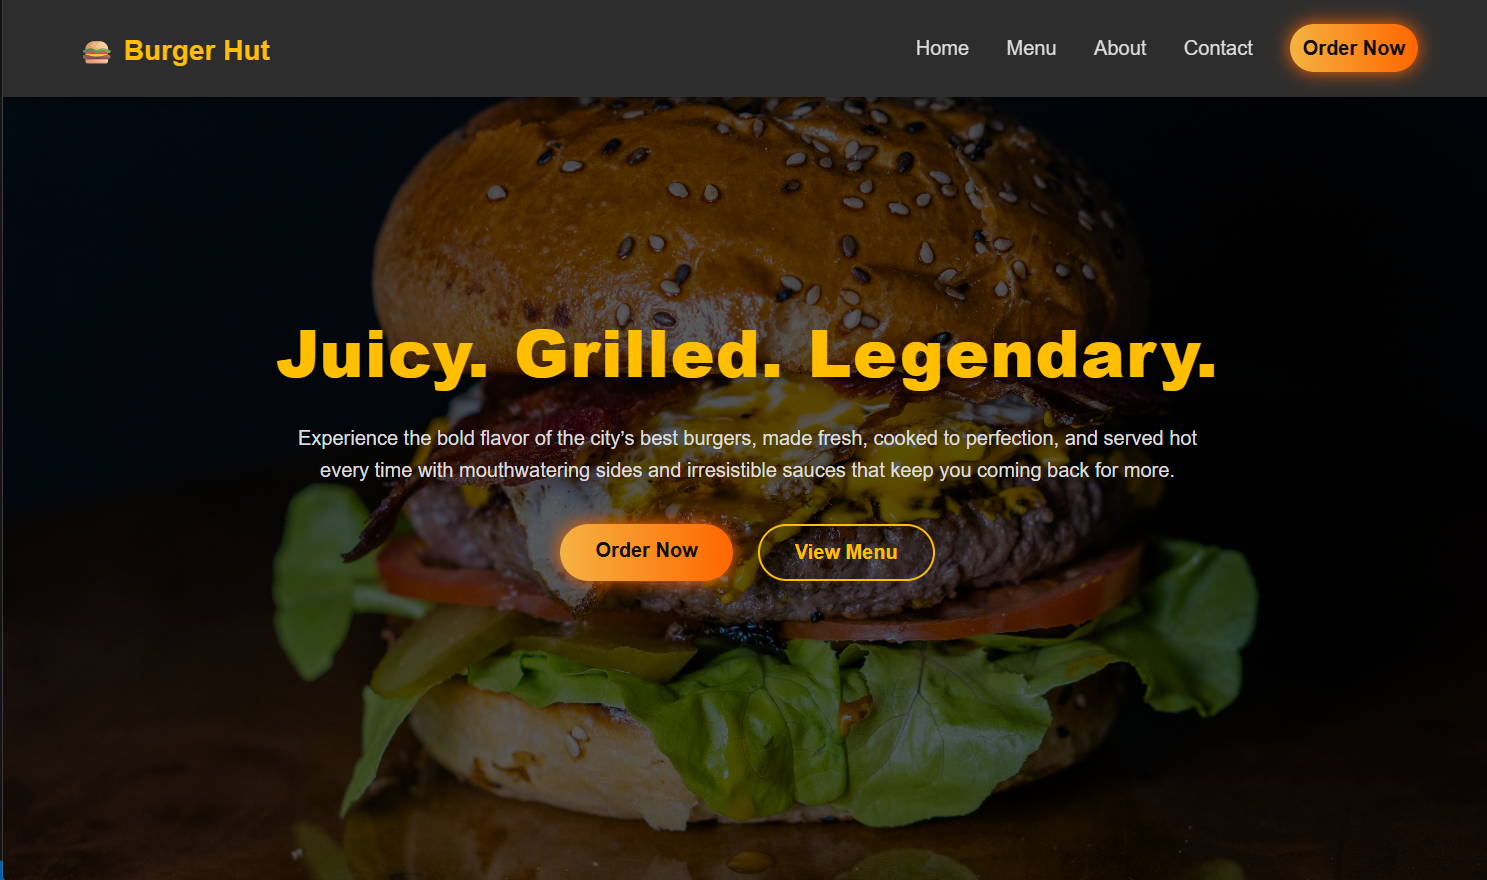 Burger Hut
Home
Menu
About
Contact
Order Now
Juicy. Grilled. Legendary.
Experience the bold flavor of the city’s best burgers, made fresh, cooked to perfection, and served hot
every time with mouthwatering sides and irresistible sauces that keep you coming back for more.
Order Now
View Menu